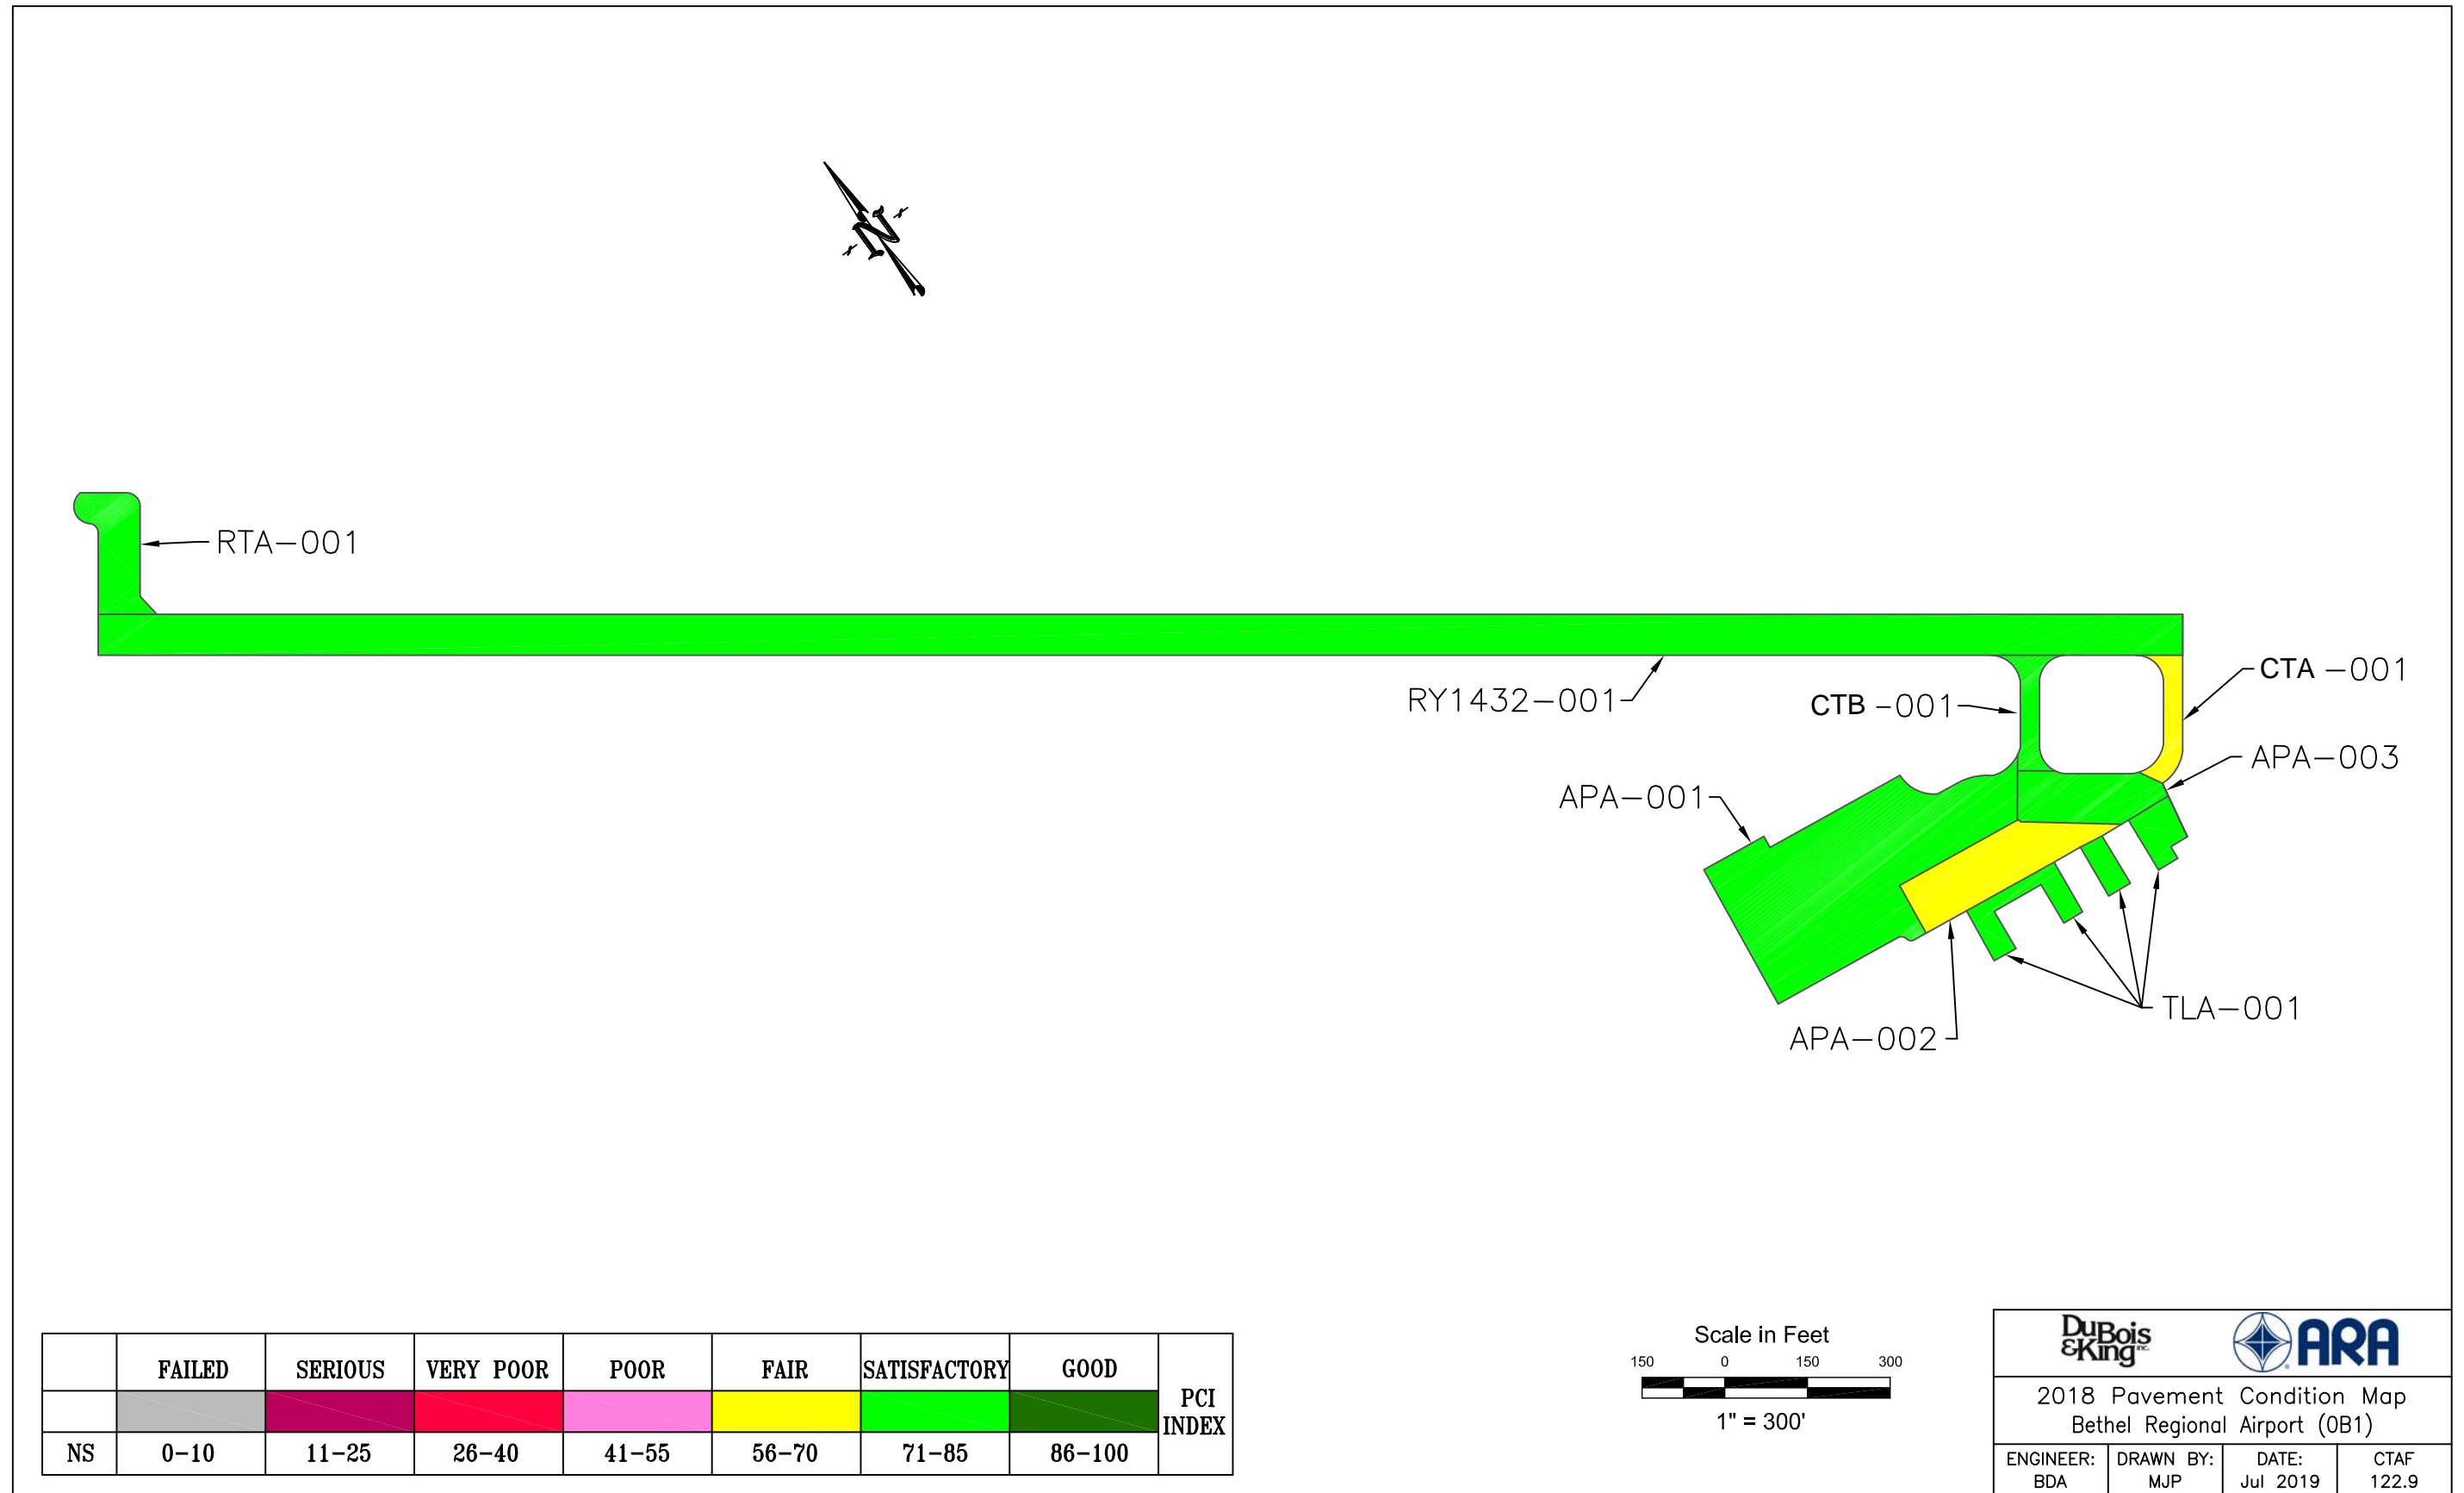 N
RTA-001
RY1432-001
CTB -001
CTA -001
APA-003
APA-001
APA-002
TLA-001
FAILED SERIOUS VERY POOR POOR FAIR SATISFACTORY GOOD PCI INDEX
NS 0-10 11-25 26-40 41-55 56-70 71-85 86-100
Scale in Feet
150 0 150 300
1" = 300'
DuBois
&King inc.
ARA
2018 Pavement Condition Map
Bethel Regional Airport (0B1)
ENGINEER: DRAWN BY: DATE: CTAF
BDA MJP Jul 2019 122.9